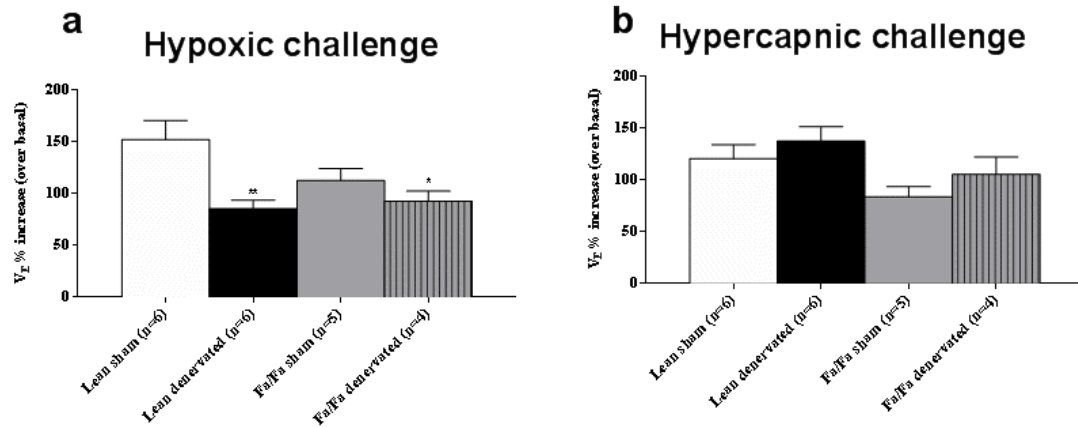 a
Hypoxic challenge
V_E % increase (over basal)
200
150
100
50
0
**
*
Lean sham (n=6)
Lean denervated (n=6)
Fa/Fa sham (n=5)
Fa/Fa denervated (n=4)
b
Hypercapnic challenge
V_E % increase (over basal)
200
150
100
50
0
Lean sham (n=6)
Lean denervated (n=6)
Fa/Fa sham (n=5)
Fa/Fa denervated (n=4)